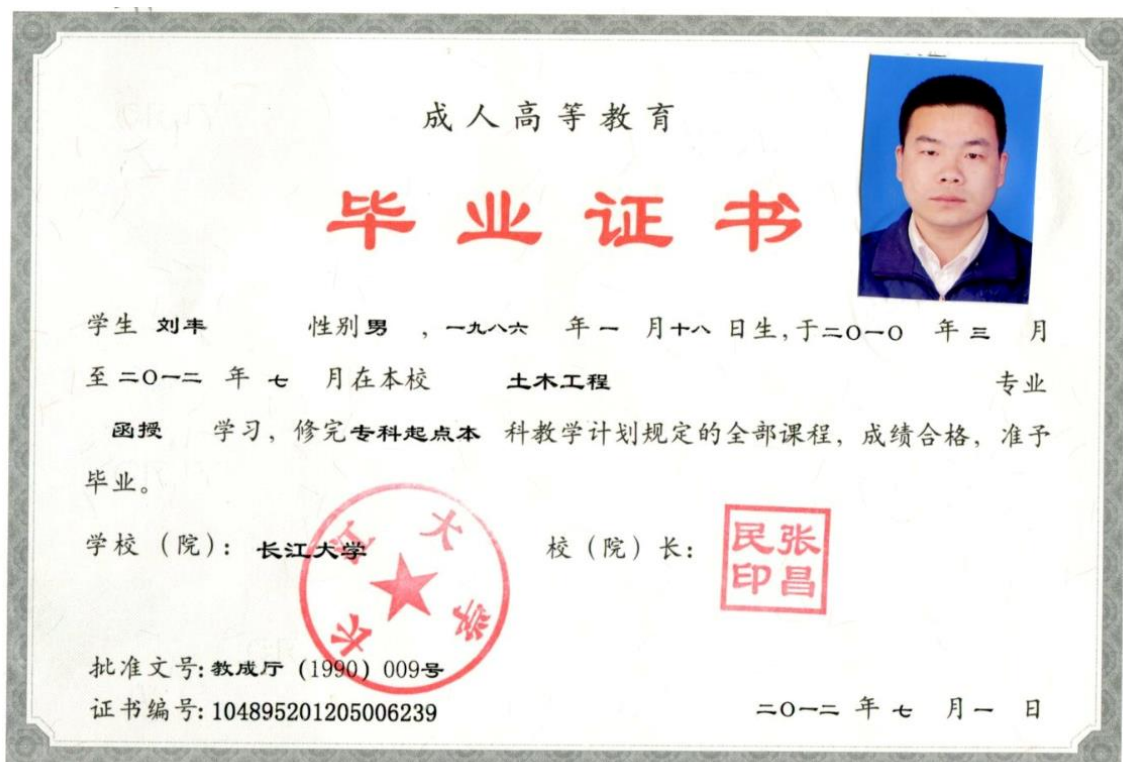 成人高等教育
毕业证书
学生 刘丰 性别 男 ,一九八六 年 一 月 十八 日生,于二〇一〇 年 三 月
至 二〇一二 年 七 月在本校 土木工程 专业
函授 学习，修完专科起点本 科教学计划规定的全部课程，成绩合格，准予
毕业。
学校（院）：长江大学 校（院）长：
长江大学
张昌民印
批准文号:教成厅 (1990) 009号
证书编号:104895201205006239 二〇一二 年 七 月 一 日